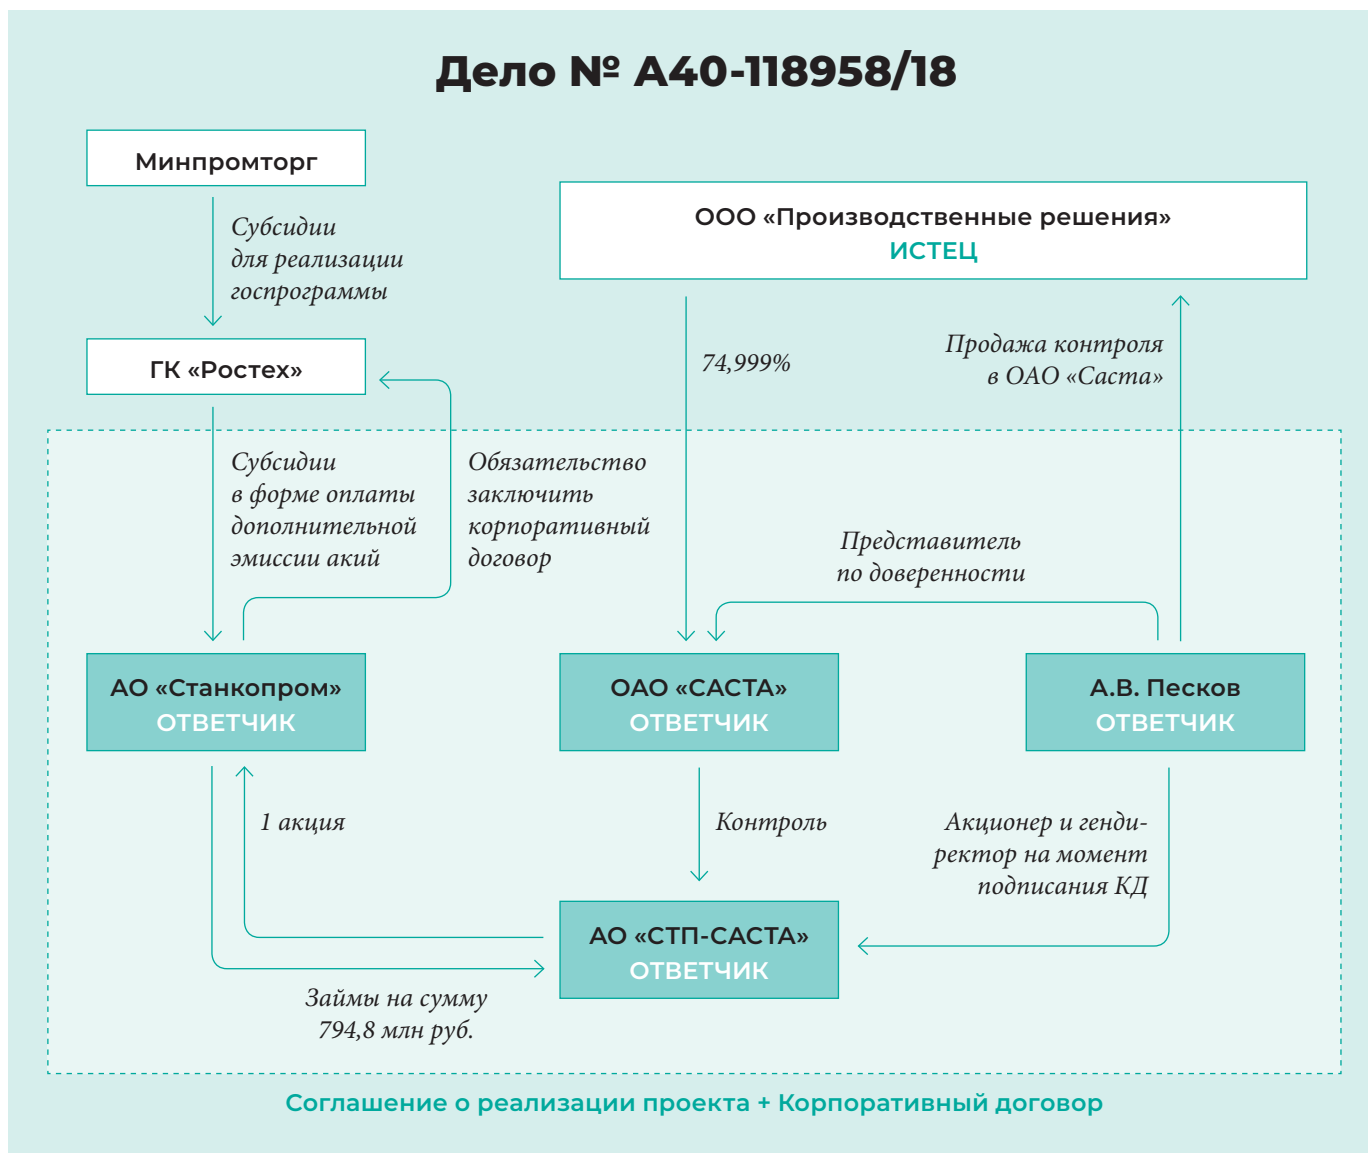 Дело № А40-118958/18
Минпромторг
Субсидии
для реализации
госпрограммы
ООО «Производственные решения»
ИСТЕЦ
ГК «Ростех»
74,999%
Продажа контроля
в ОАО «Саста»
Субсидии
в форме оплаты
дополнительной
эмиссии акий
Обязательство
заключить
корпоративный
договор
Представитель
по доверенности
АО «Станкопром»
ОТВЕТЧИК
ОАО «САСТА»
ОТВЕТЧИК
А.В. Песков
ОТВЕТЧИК
1 акция
Контроль
Акционер и генди-
ректор на момент
подписания КД
АО «СТП-САСТА»
ОТВЕТЧИК
Займы на сумму
794,8 млн руб.
Соглашение о реализации проекта + Корпоративный договор